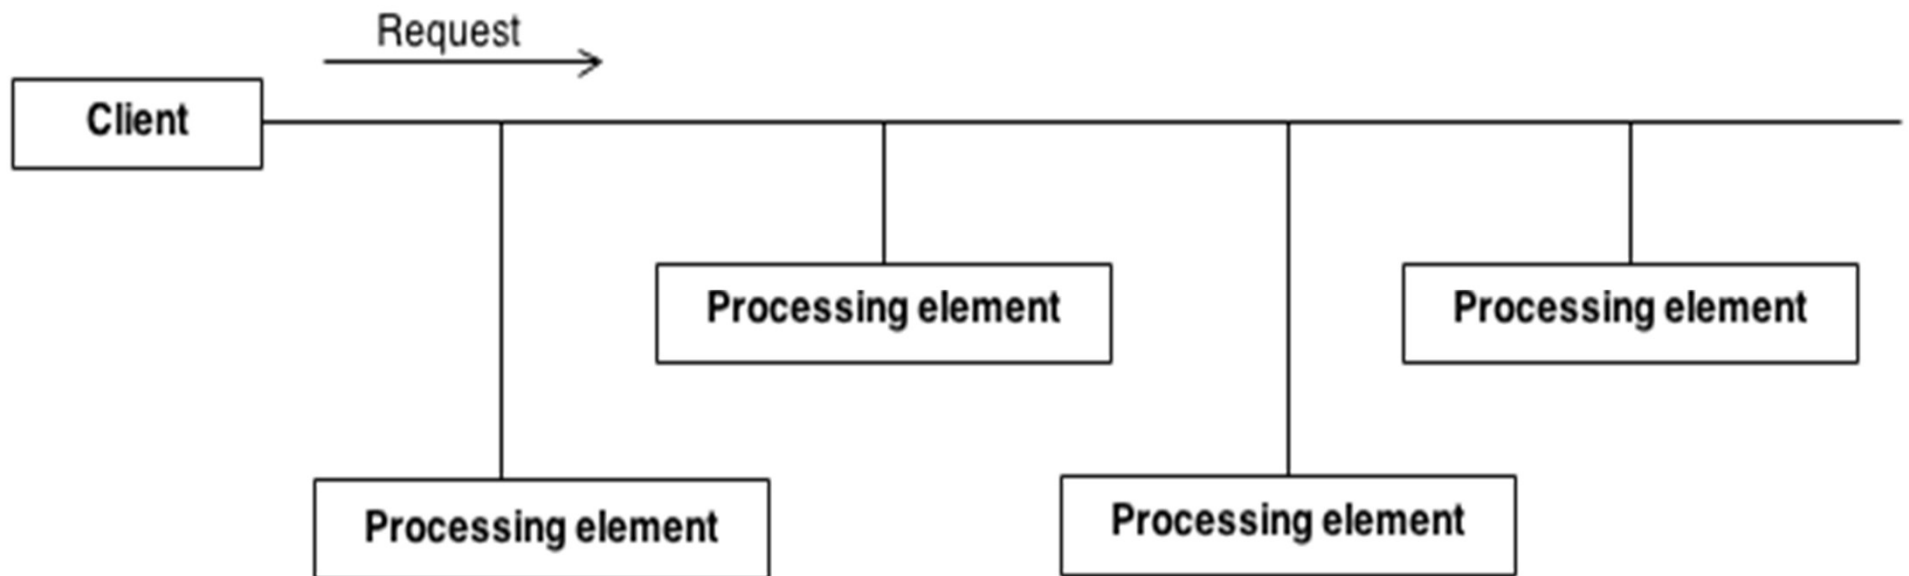 Request
Client
Processing element
Processing element
Processing element
Processing element